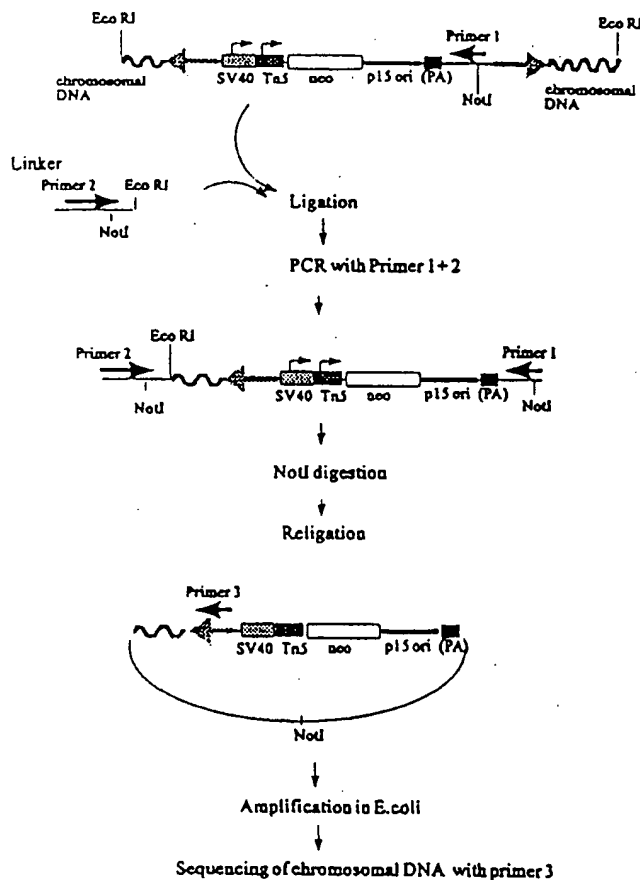 Eco RI
Eco RI
Primer 1
SV40 Tn5 neo p15 ori (PA)
NotI
chromosomal DNA
chromosomal DNA
Linker
Primer 2 Eco RI
NotI
Ligation
PCR with Primer 1+2
Eco RI
Primer 2
Primer 1
NotI
SV40 Tn5 neo p15 ori (PA)
NotI
NotI digestion
Religation
Primer 3
SV40 Tn5 neo p15 ori (PA)
NotI
Amplification in E.coli
Sequencing of chromosomal DNA with primer 3